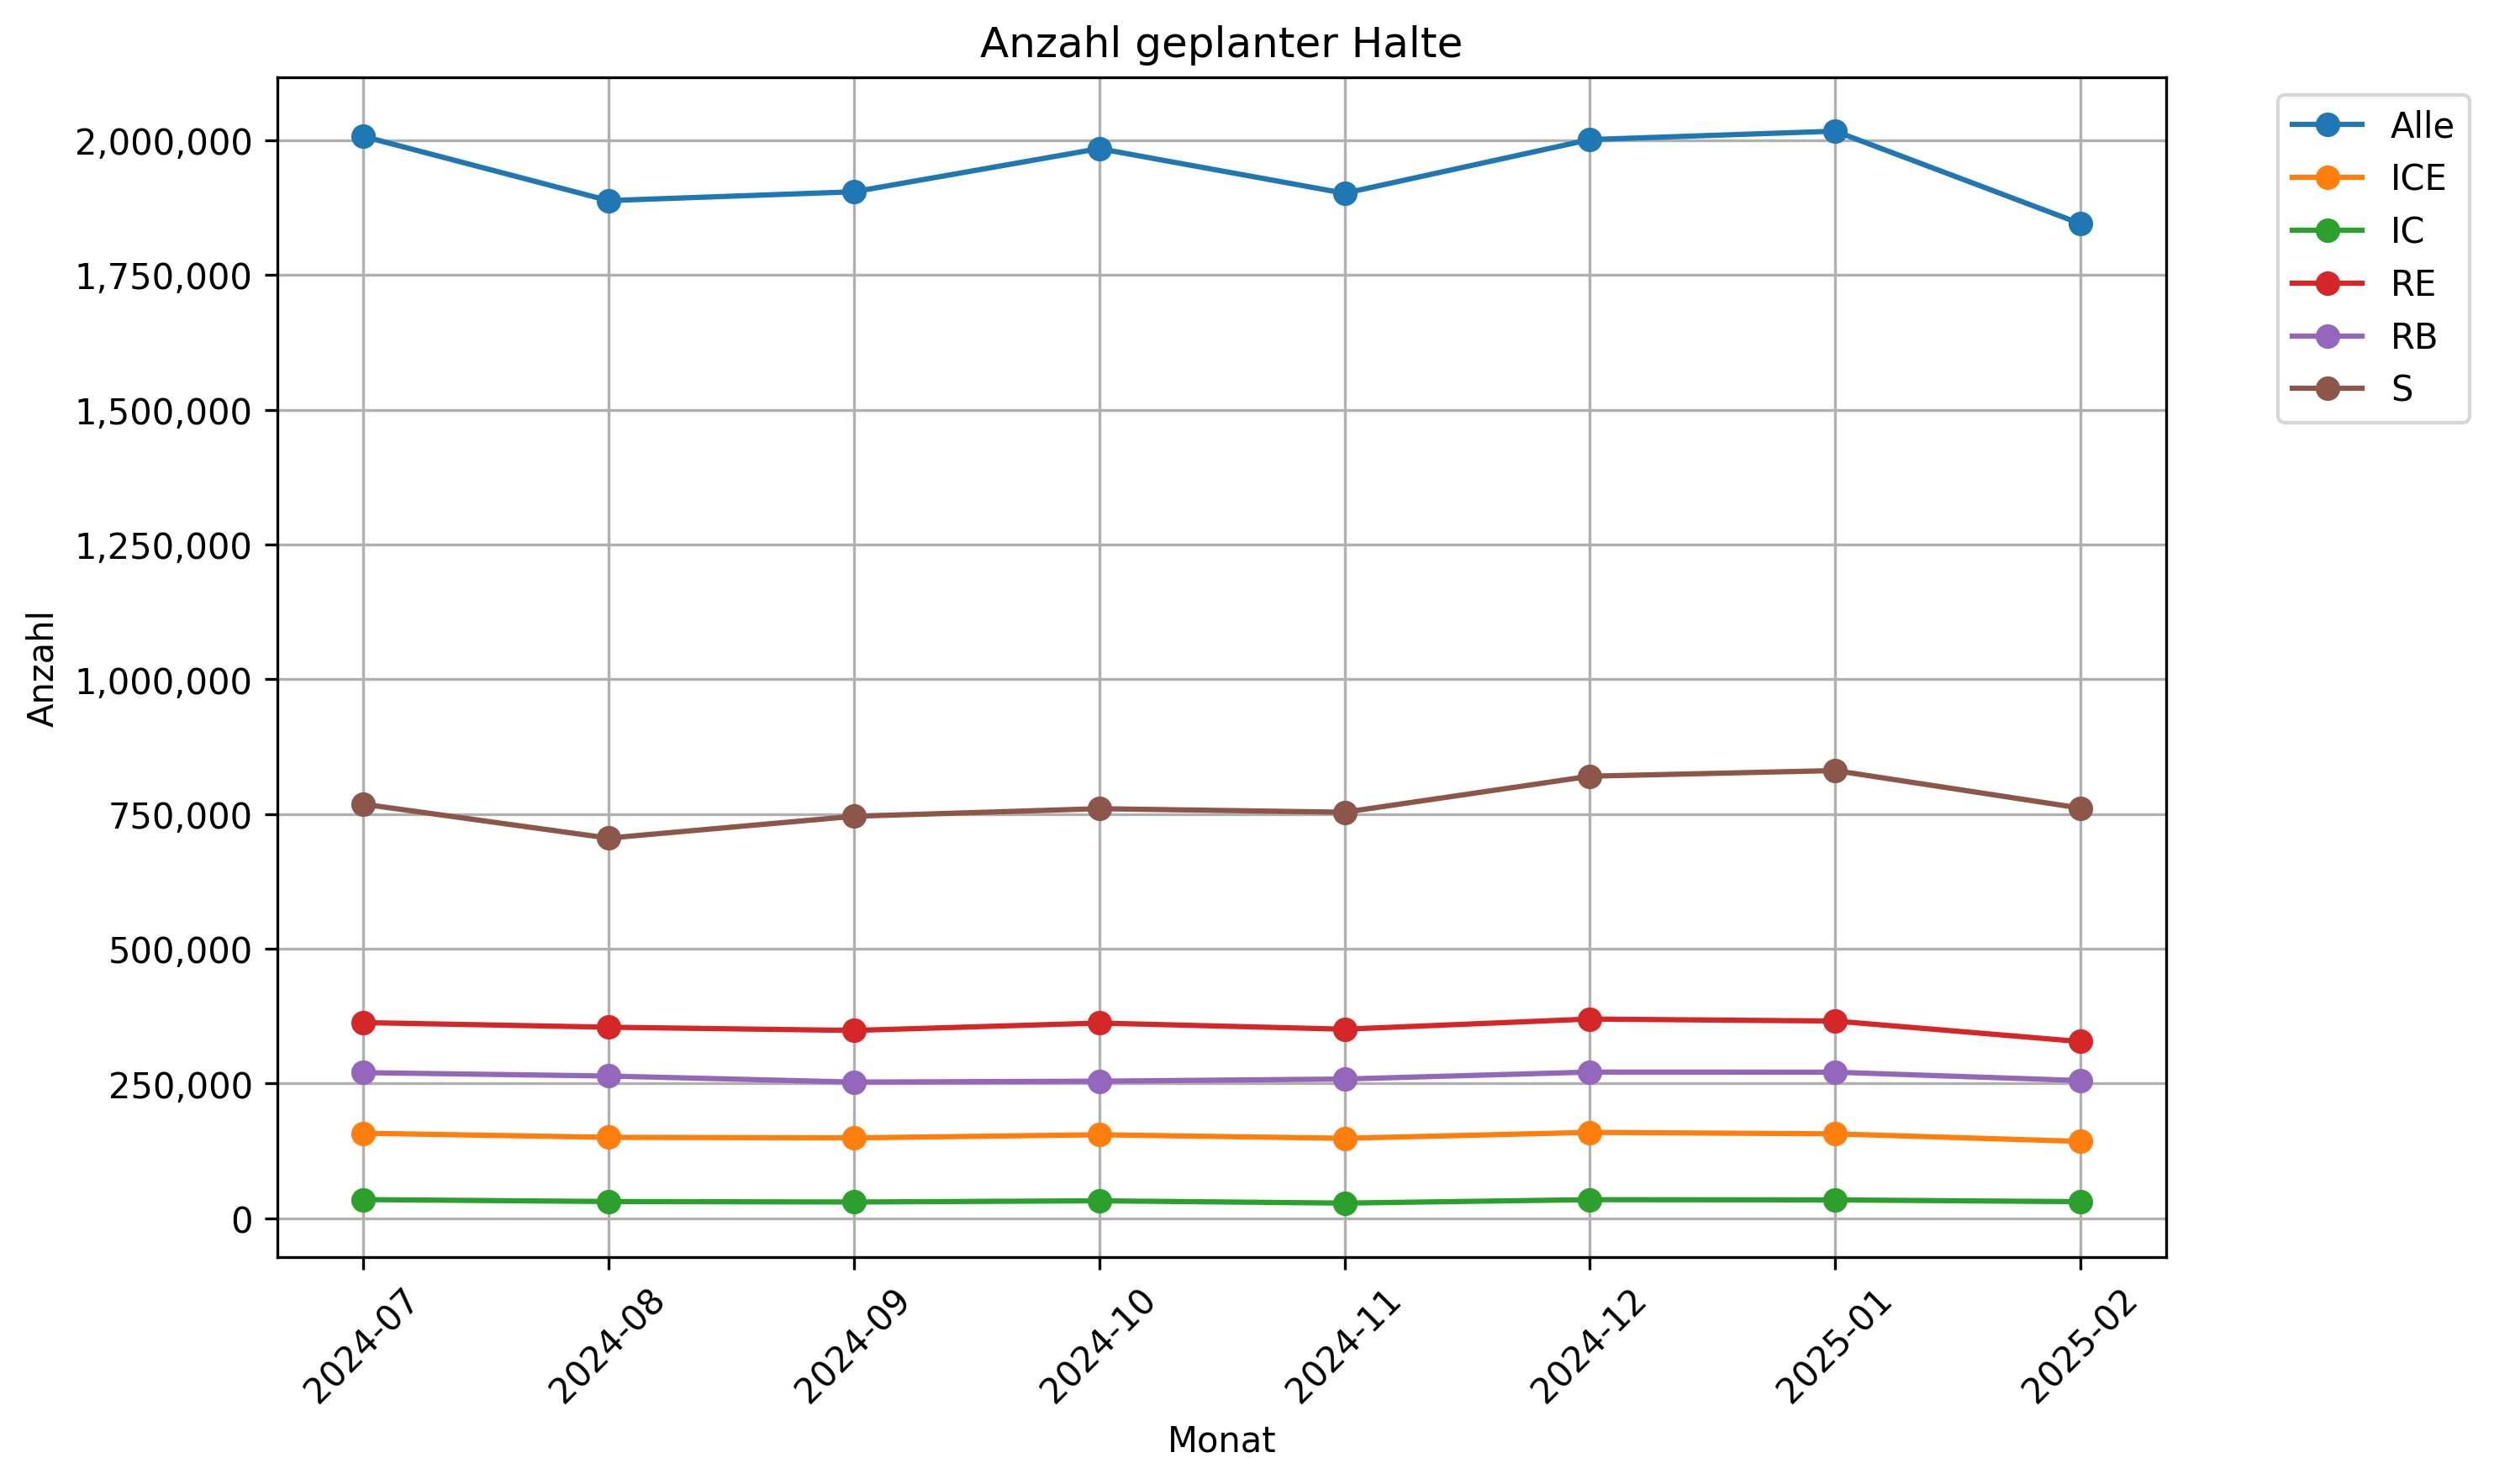 Anzahl geplanter Halte
Anzahl
2,000,000
1,750,000
1,500,000
1,250,000
1,000,000
750,000
500,000
250,000
0
2024-07
2024-08
2024-09
2024-10
2024-11
2024-12
2025-01
2025-02
Monat
Alle
ICE
IC
RE
RB
S